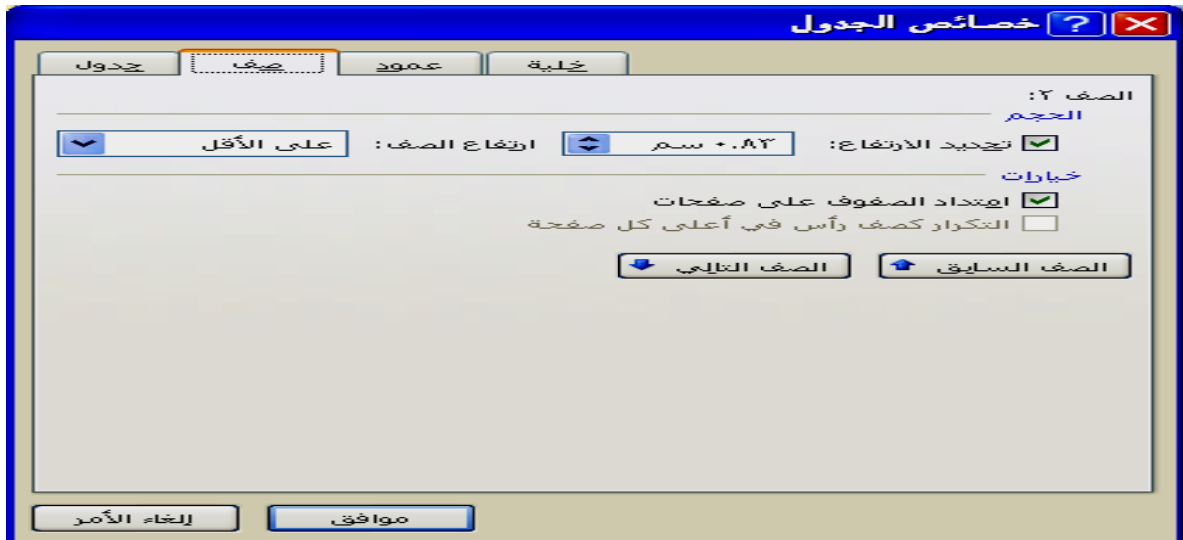 خصائص الجدول
جدول صف عمود خلية
الصف ٢:
الحجم
تحديد الارتفاع: ٠.٨٣ سم ارتفاع الصف: على الأقل
خيارات
امتداد الصفوف على صفحات
التكرار كصف رأس في أعلى كل صفحة
الصف السابق الصف التالي
موافق إلغاء الأمر